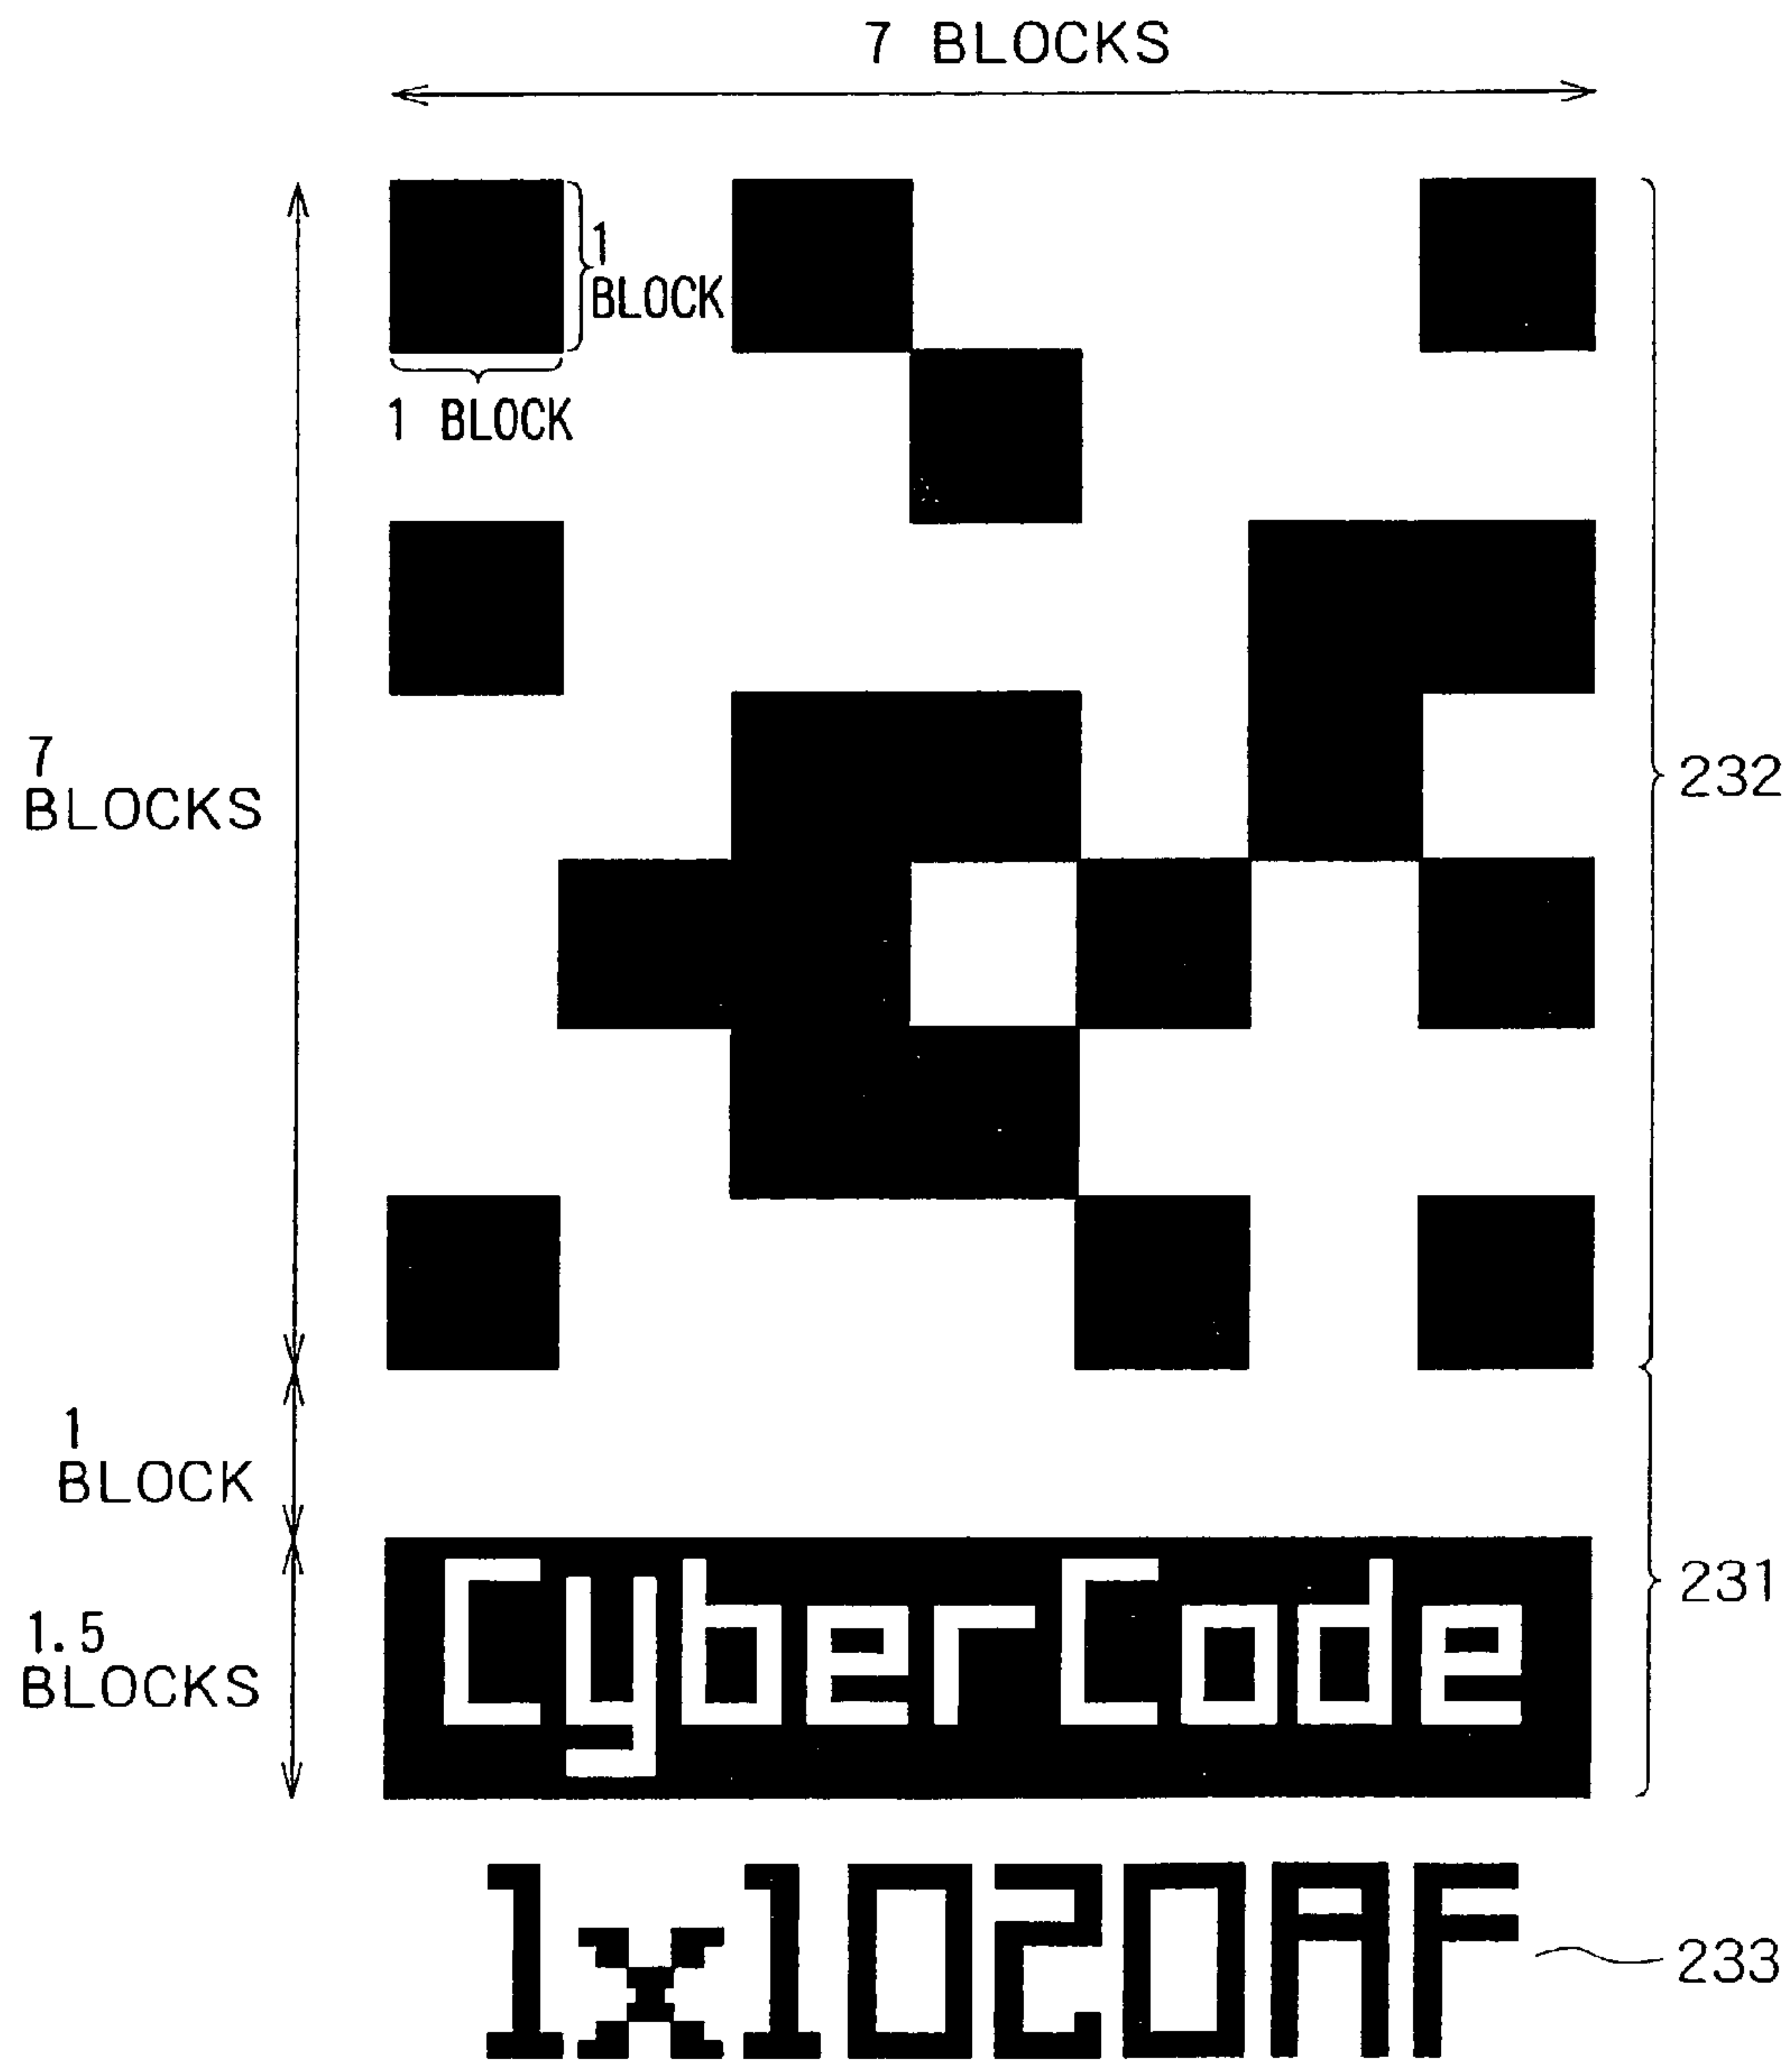 7 BLOCKS
1
BLOCK
1 BLOCK
7
BLOCKS
232
1
BLOCK
1.5
BLOCKS
CyberCode
231
1x1020AF
233